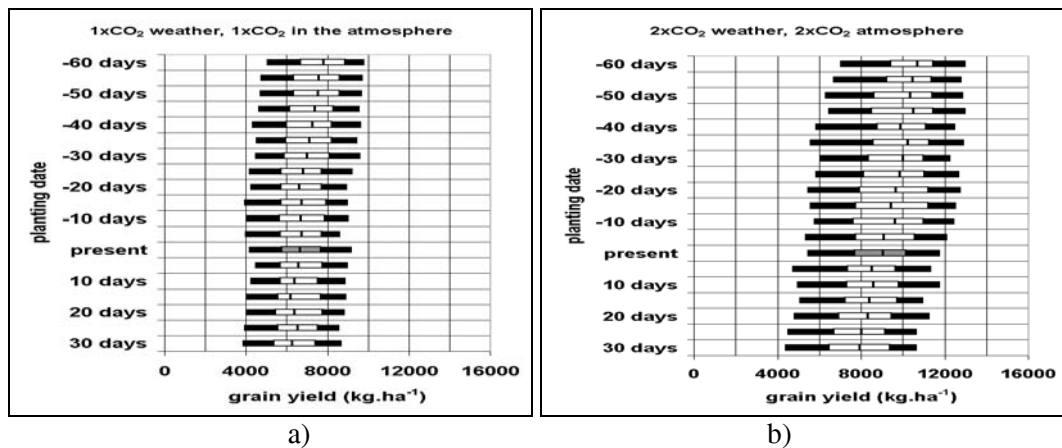 1xCO₂ weather, 1xCO₂ in the atmosphere
planting date
-60 days
-50 days
-40 days
-30 days
-20 days
-10 days
present
10 days
20 days
30 days
0 4000 8000 12000 16000
grain yield (kg.ha⁻¹)
a)
2xCO₂ weather, 2xCO₂ atmosphere
planting date
-60 days
-50 days
-40 days
-30 days
-20 days
-10 days
present
10 days
20 days
30 days
0 4000 8000 12000 16000
grain yield (kg.ha⁻¹)
b)